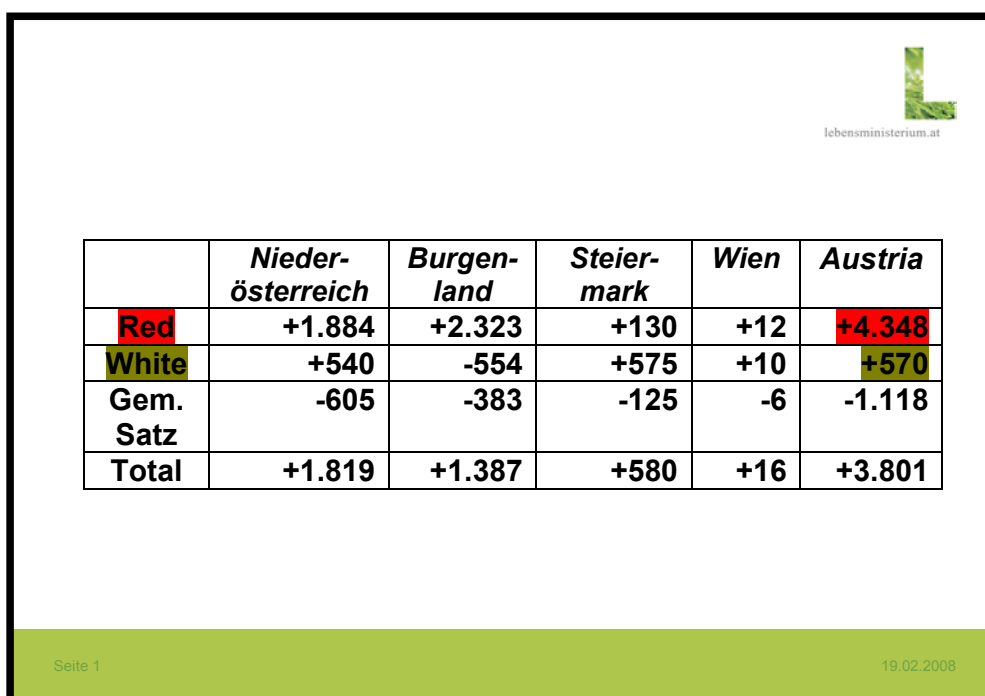 lebensministerium.at
Nieder- Burgen- Steier- Wien Austria
österreich land mark
Red +1.884 +2.323 +130 +12 +4.348
White +540 -554 +575 +10 +570
Gem. -605 -383 -125 -6 -1.118
Satz
Total +1.819 +1.387 +580 +16 +3.801
Seite 1 19.02.2008